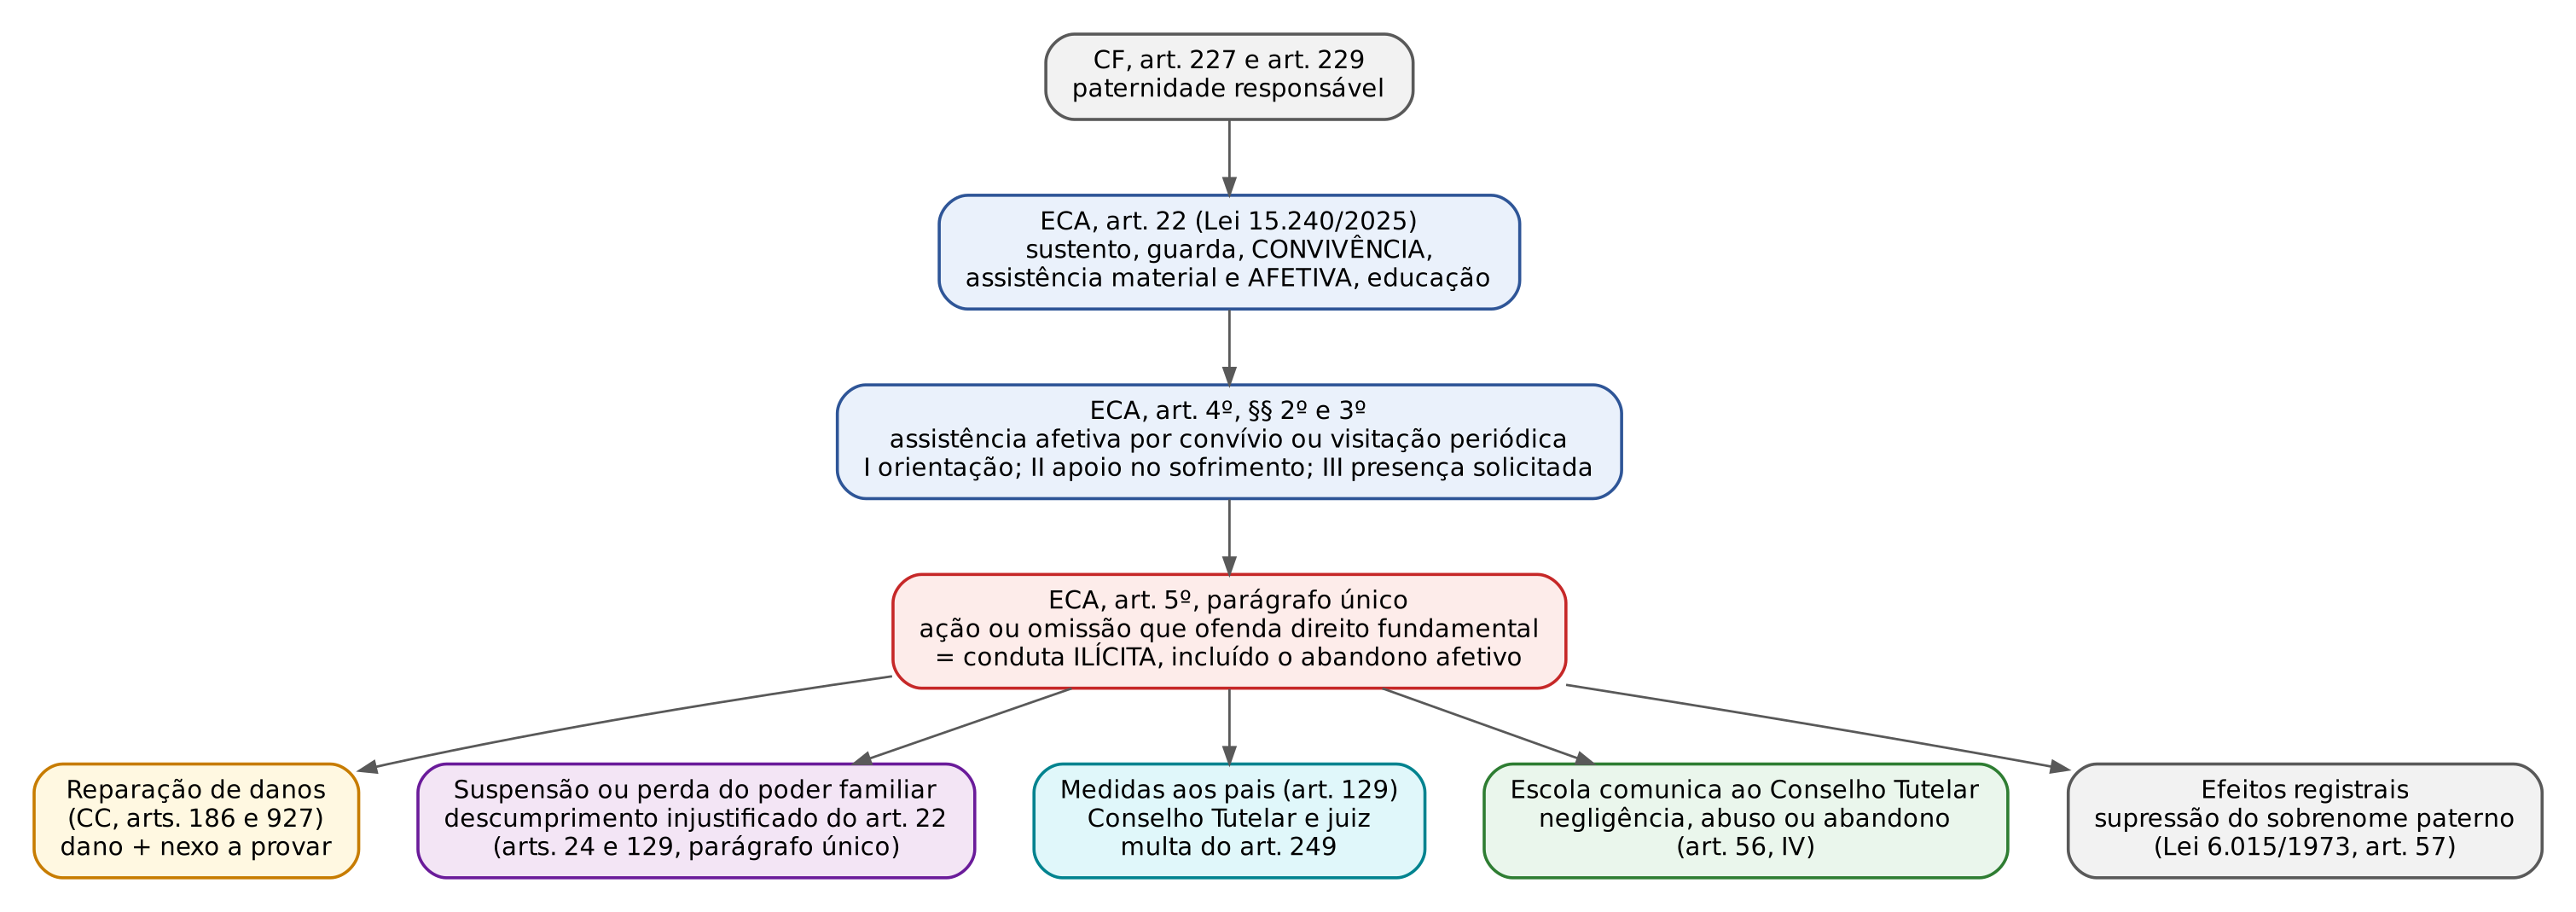 CF, art. 227 e art. 229
paternidade responsável
ECA, art. 22 (Lei 15.240/2025)
sustento, guarda, CONVIVÊNCIA,
assistência material e AFETIVA, educação
ECA, art. 4º, §§ 2º e 3º
assistência afetiva por convívio ou visitação periódica
I orientação; II apoio no sofrimento; III presença solicitada
ECA, art. 5º, parágrafo único
ação ou omissão que ofenda direito fundamental
= conduta ILÍCITA, incluído o abandono afetivo
Reparação de danos
(CC, arts. 186 e 927)
dano + nexo a provar
Suspensão ou perda do poder familiar
descumprimento injustificado do art. 22
(arts. 24 e 129, parágrafo único)
Medidas aos pais (art. 129)
Conselho Tutelar e juiz
multa do art. 249
Escola comunica ao Conselho Tutelar
negligência, abuso ou abandono
(art. 56, IV)
Efeitos registrais
supressão do sobrenome paterno
(Lei 6.015/1973, art. 57)